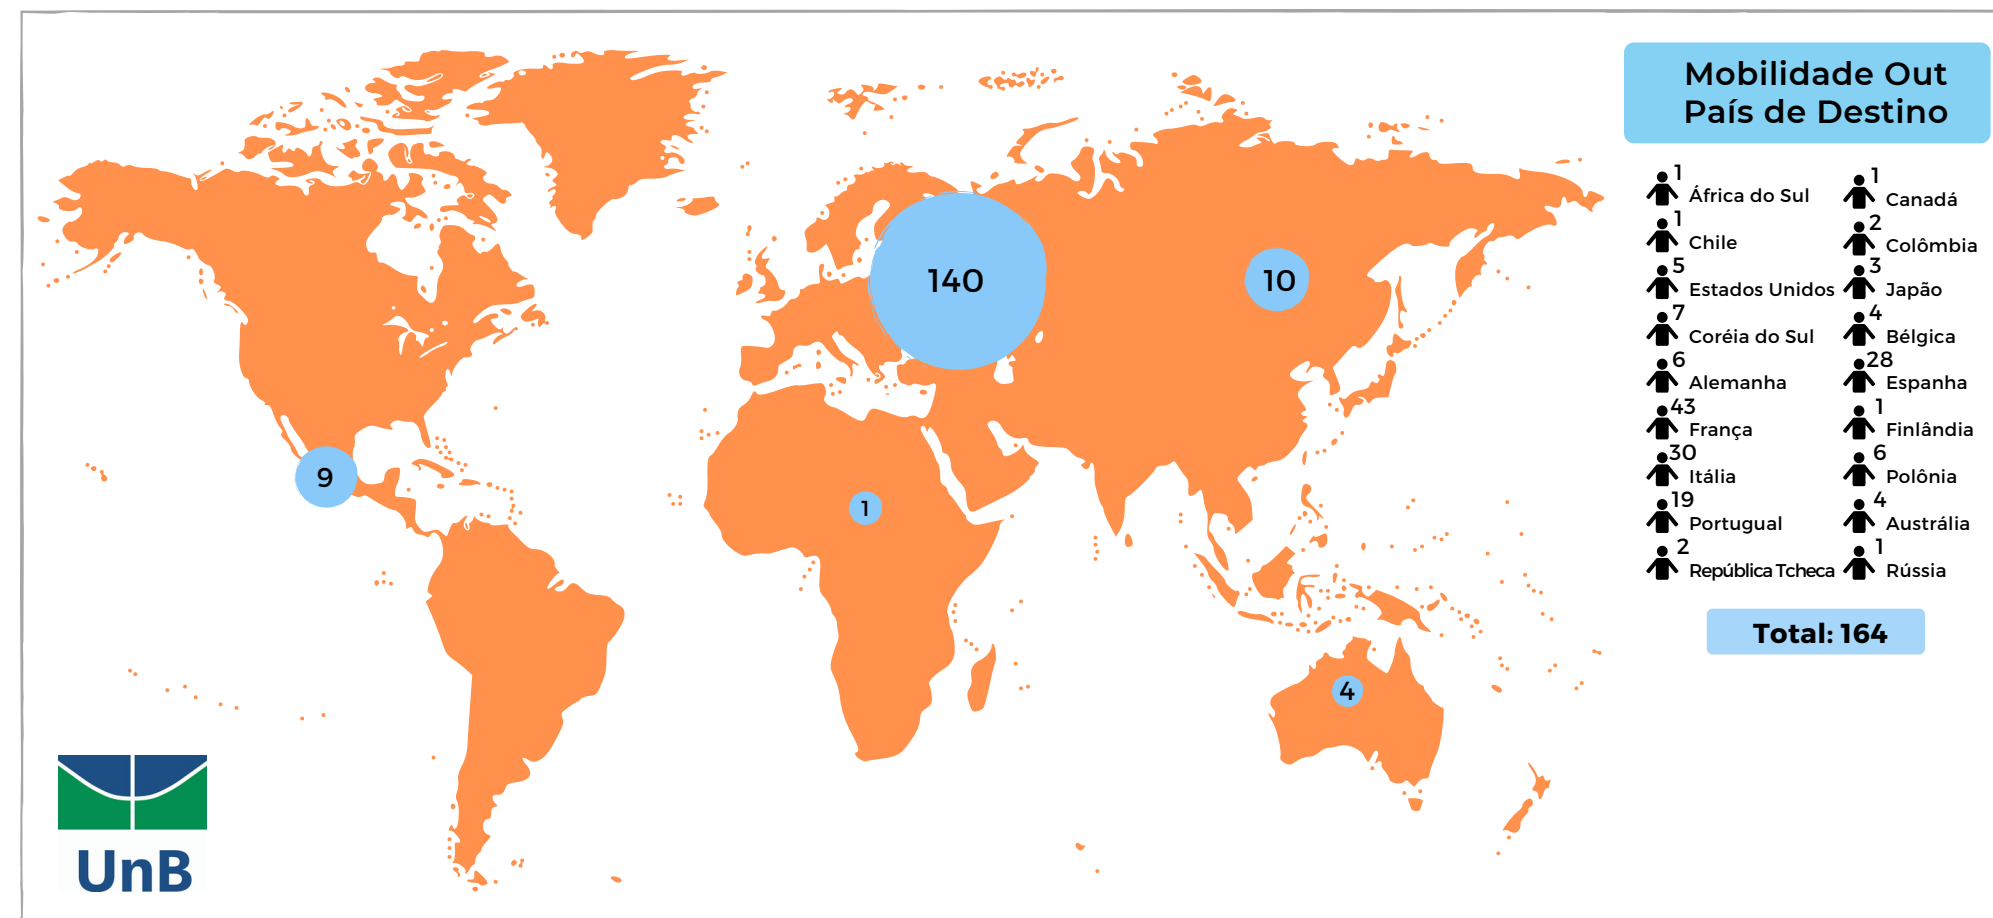 Mobilidade Out
País de Destino
1
África do Sul
1
Canadá
1
Chile
2
Colômbia
5
Estados Unidos
3
Japão
7
Coréia do Sul
4
Bélgica
6
Alemanha
28
Espanha
43
França
1
Finlândia
30
Itália
6
Polônia
19
Portugual
4
Austrália
2
República Tcheca
1
Rússia
Total: 164
140
10
9
1
4
UnB